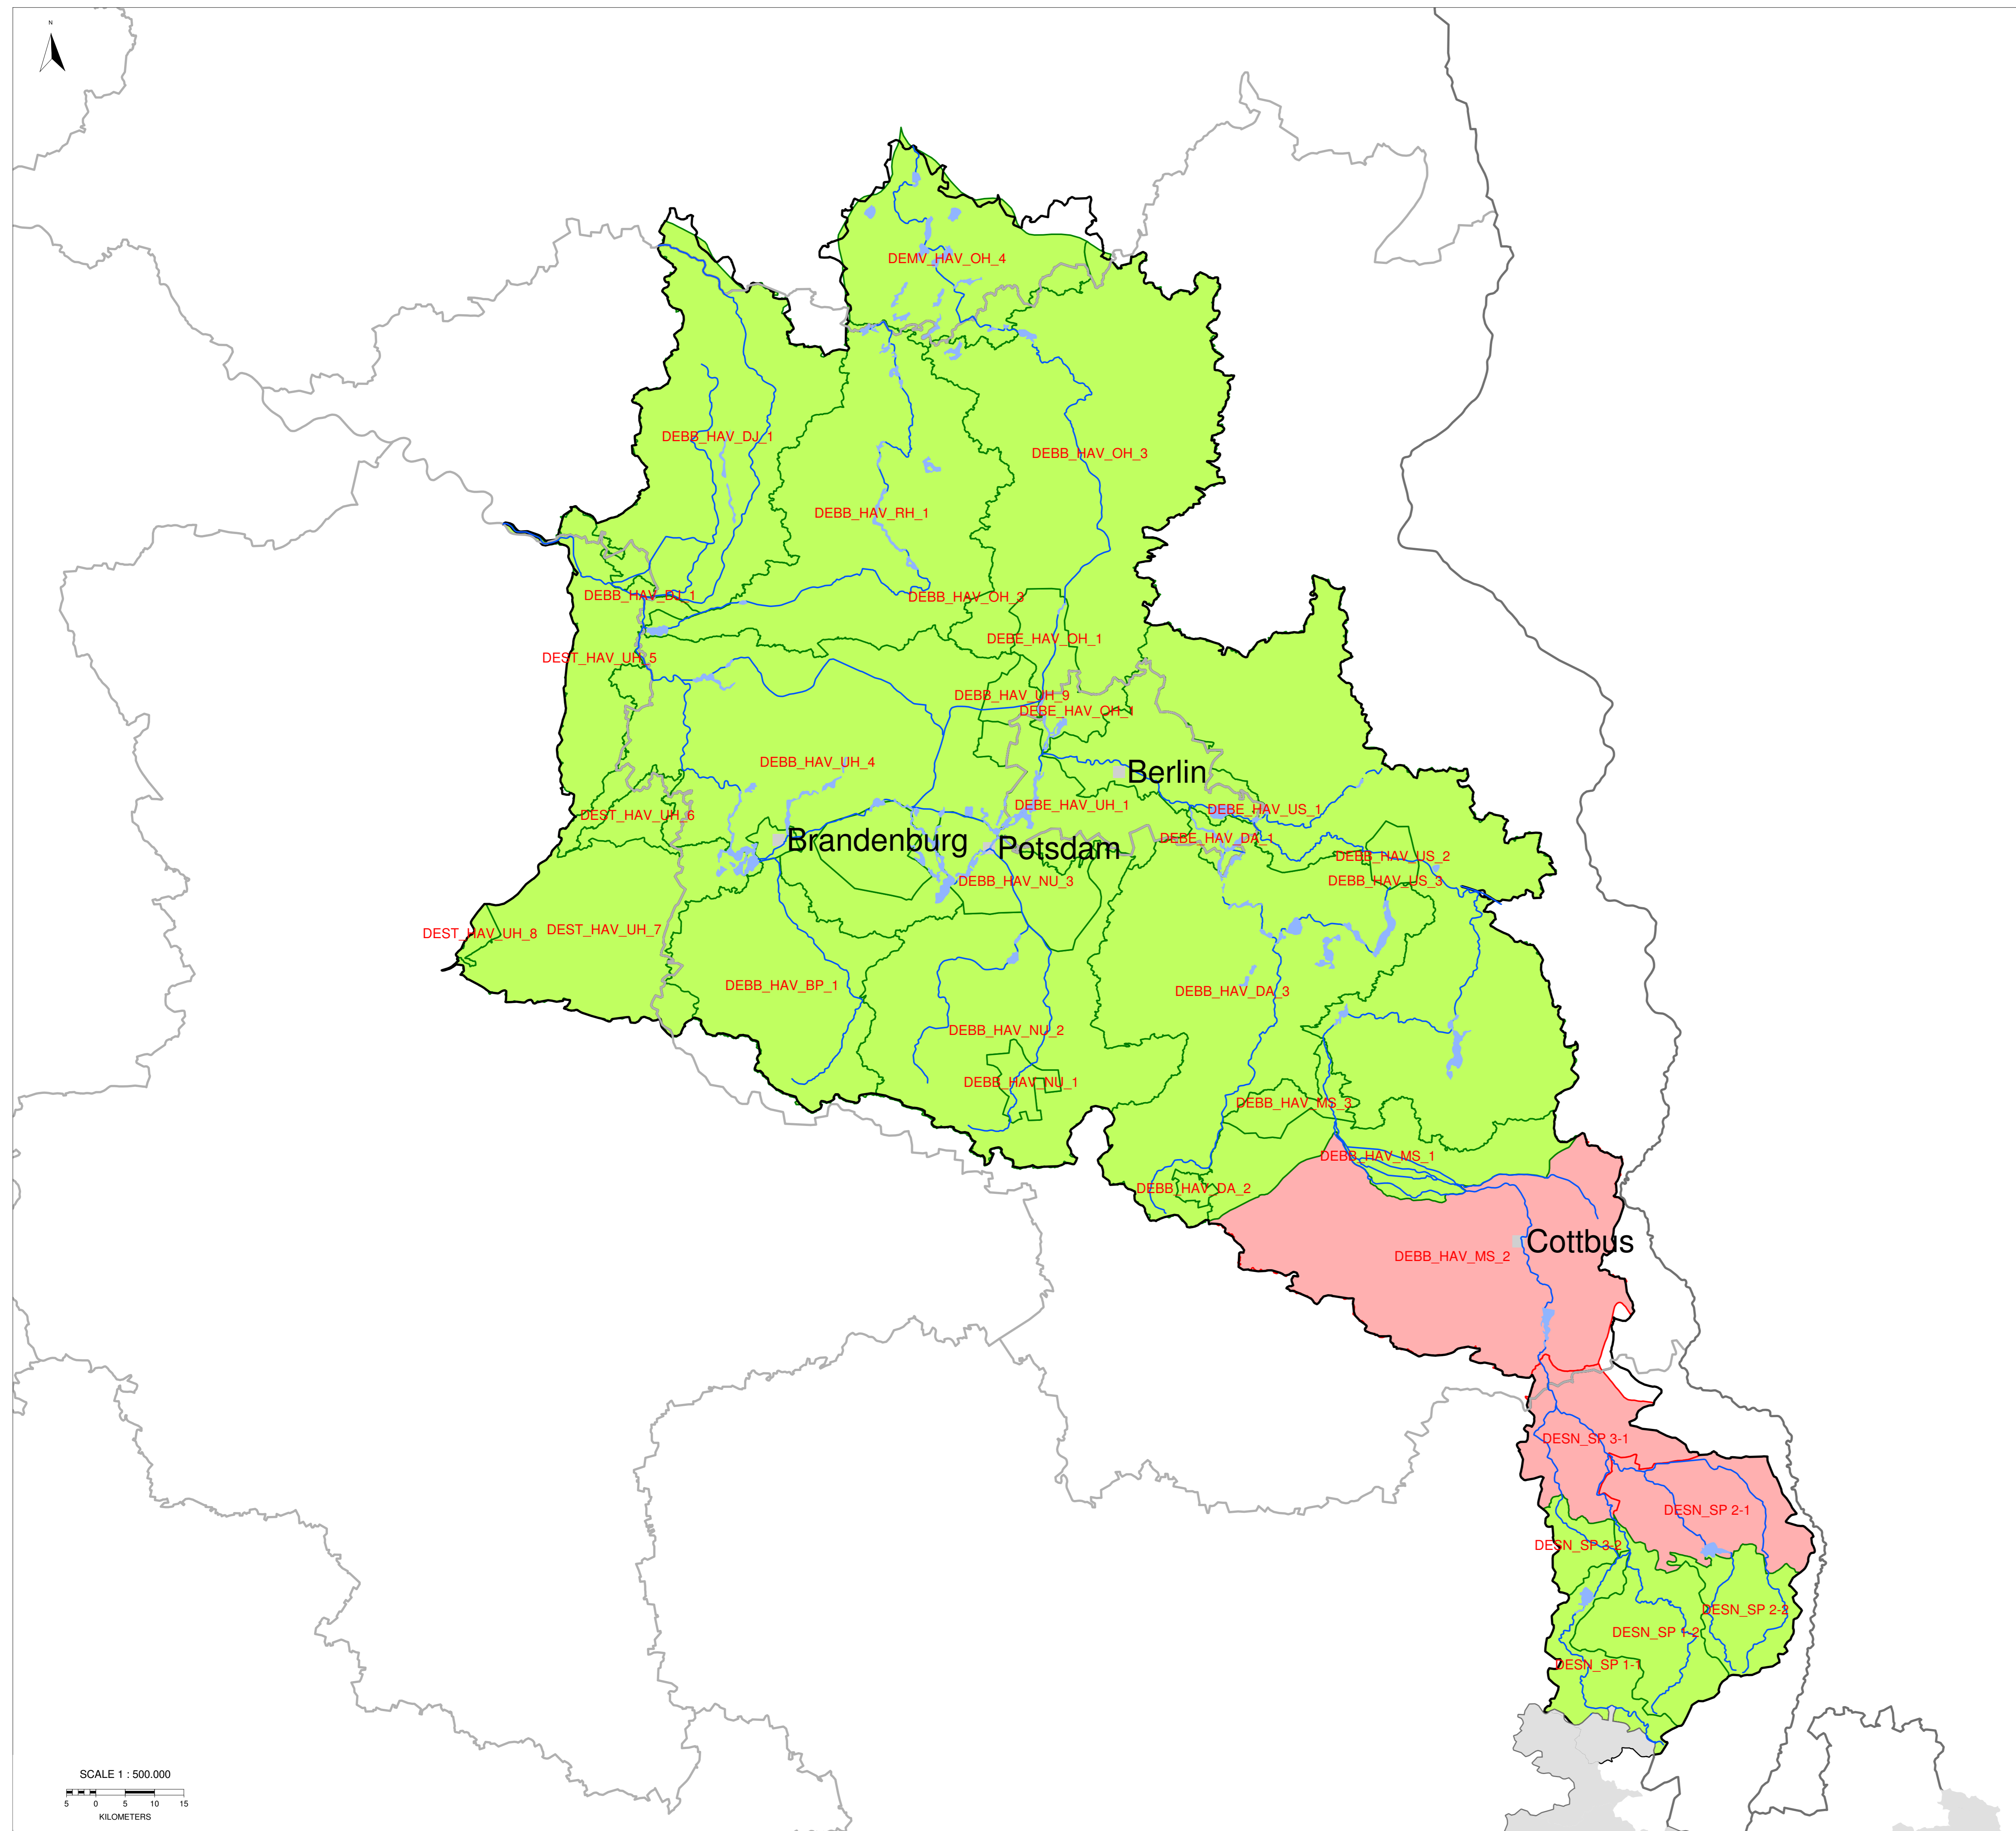 N
DEMV_HAV_OH_4
DEBB_HAV_DJ_1
DEBB_HAV_OH_3
DEBB_HAV_RH_1
DEBB_HAV_DJ_1
DEBB_HAV_OH_3
DEBE_HAV_OH_1
DEST_HAV_UH_5
DEBB_HAV_UH_9
DEBE_HAV_OH_1
DEBB_HAV_UH_4
Berlin
DEBE_HAV_UH_1
DEBE_HAV_US_1
DEST_HAV_UH_6
Brandenburg
Potsdam
DEBE_HAV_DA_1
DEBB_HAV_US_2
DEBB_HAV_NU_3
DEBB_HAV_US_3
DEST_HAV_UH_8
DEST_HAV_UH_7
DEBB_HAV_BP_1
DEBB_HAV_DA_3
DEBB_HAV_NU_2
DEBB_HAV_NU_1
DEBB_HAV_MS_3
DEBB_HAV_MS_1
DEBB_HAV_DA_2
Cottbus
DEBB_HAV_MS_2
DESN_SP 3-1
DESN_SP 2-1
DESN_SP 3-2
DESN_SP 2-2
DESN_SP 1-2
DESN_SP 1-1
SCALE 1 : 500.000
5 0 5 10 15
KILOMETERS